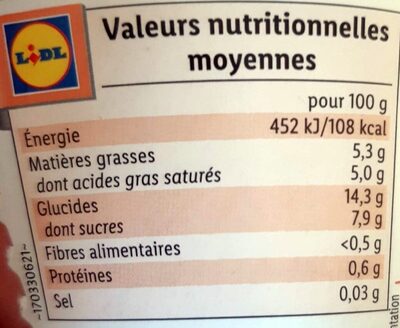 LIDL
Valeurs nutritionnelles
moyennes
pour 100 g
Énergie 452 kJ/108 kcal
Matières grasses 5,3 g
dont acides gras saturés 5,0 g
Glucides 14,3 g
dont sucres 7,9 g
Fibres alimentaires <0,5 g
Protéines 0,6 g
Sel 0,03 g
~170330621~